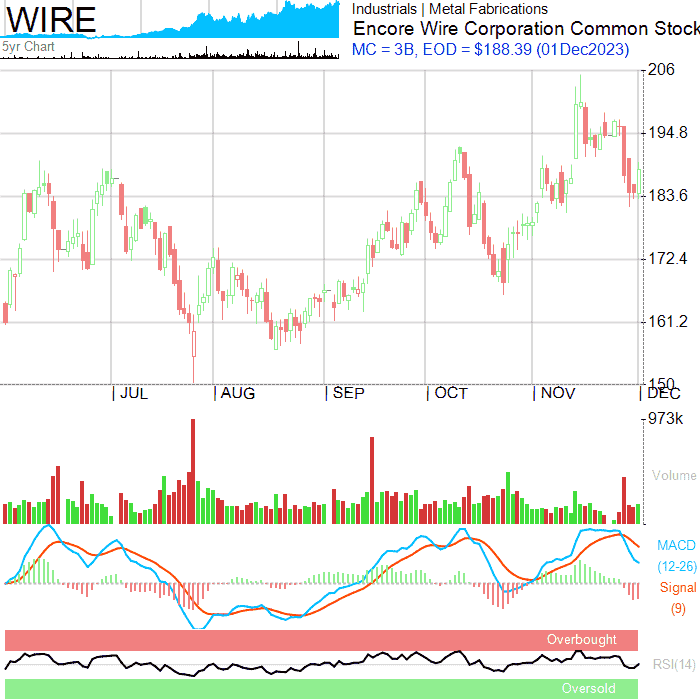 WIRE
5yr Chart
Industrials | Metal Fabrications
Encore Wire Corporation Common Stock
MC = 3B, EOD = $188.39 (01Dec2023)
206
194.8
183.6
172.4
161.2
150
JUL
AUG
SEP
OCT
NOV
DEC
973k
Volume
MACD
(12-26)
Signal
(9)
Overbought
RSI(14)
Oversold